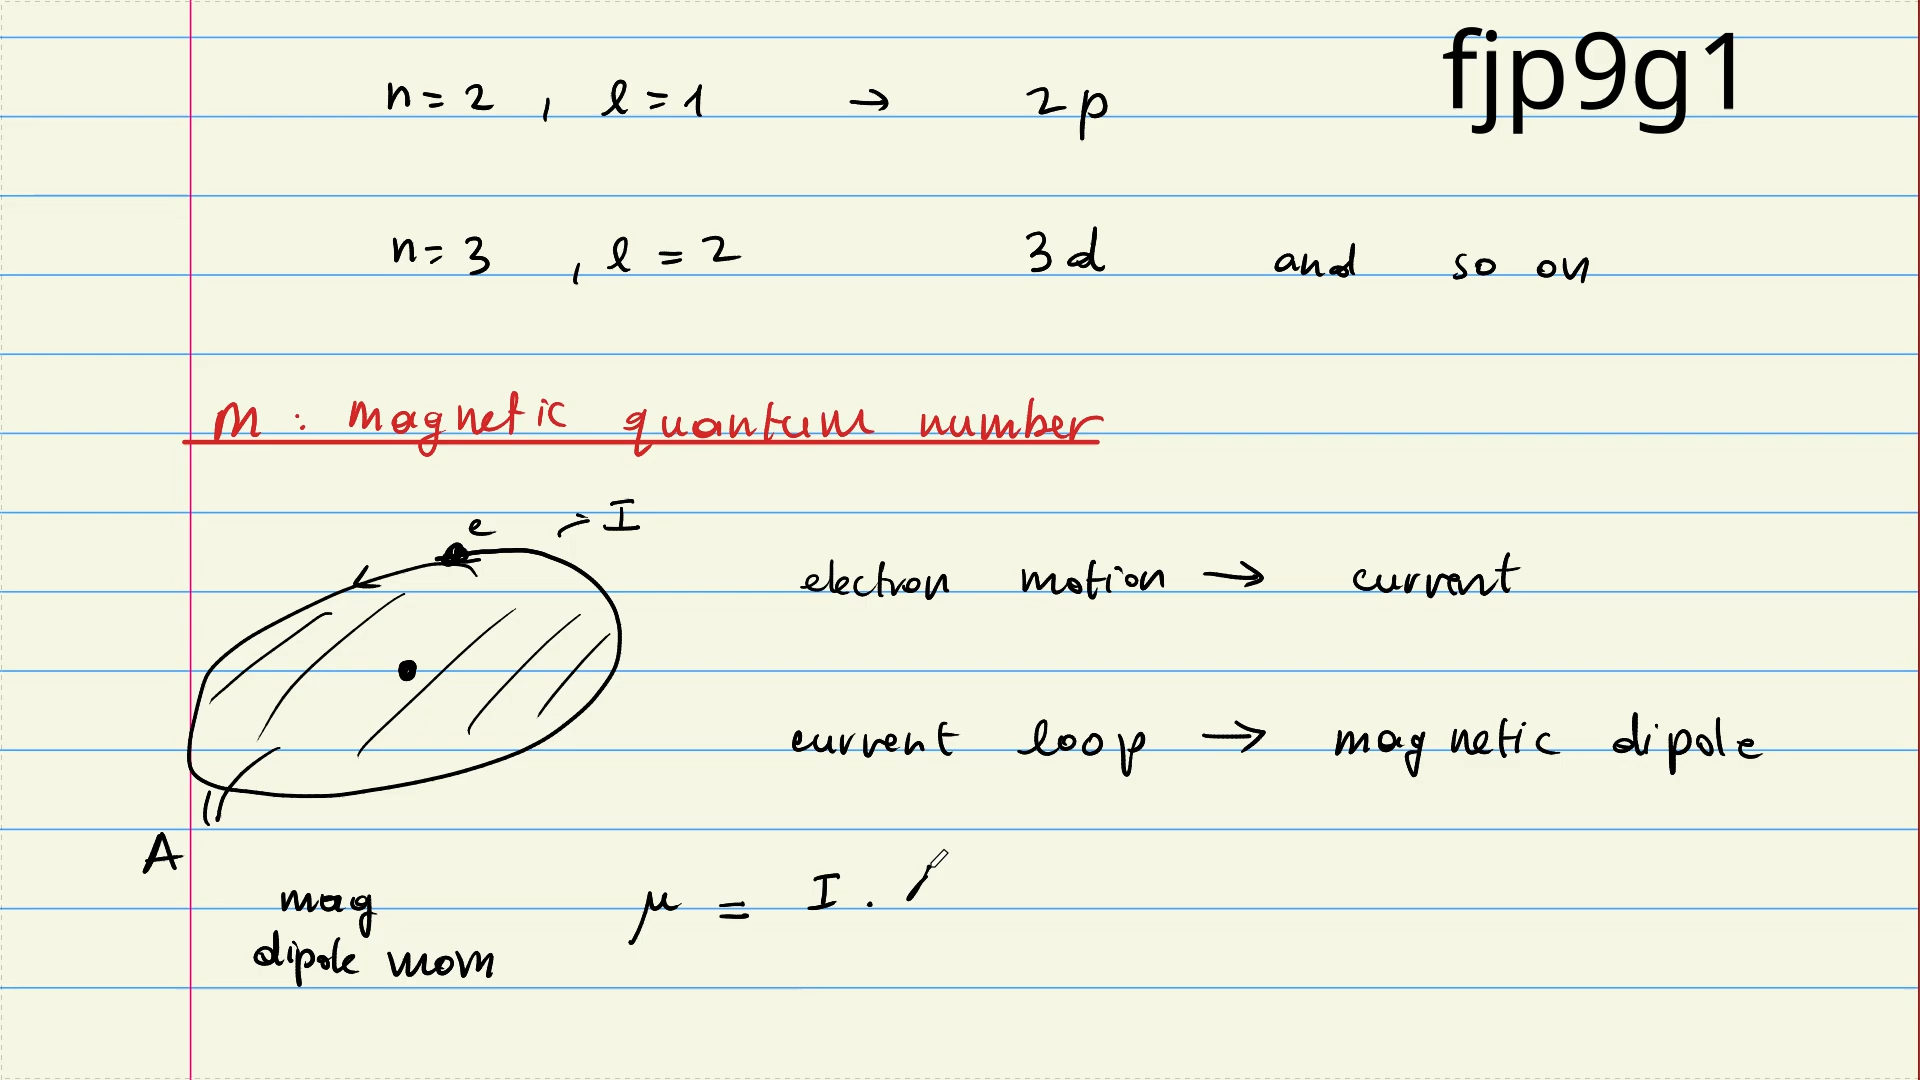 fjp9g1
n = 2 , l = 1 → 2p
n = 3 , l = 2 3d and so on
m : magnetic quantum number
e I
electron motion → current
current loop → magnetic dipole
A
mag μ = I .
dipole mom